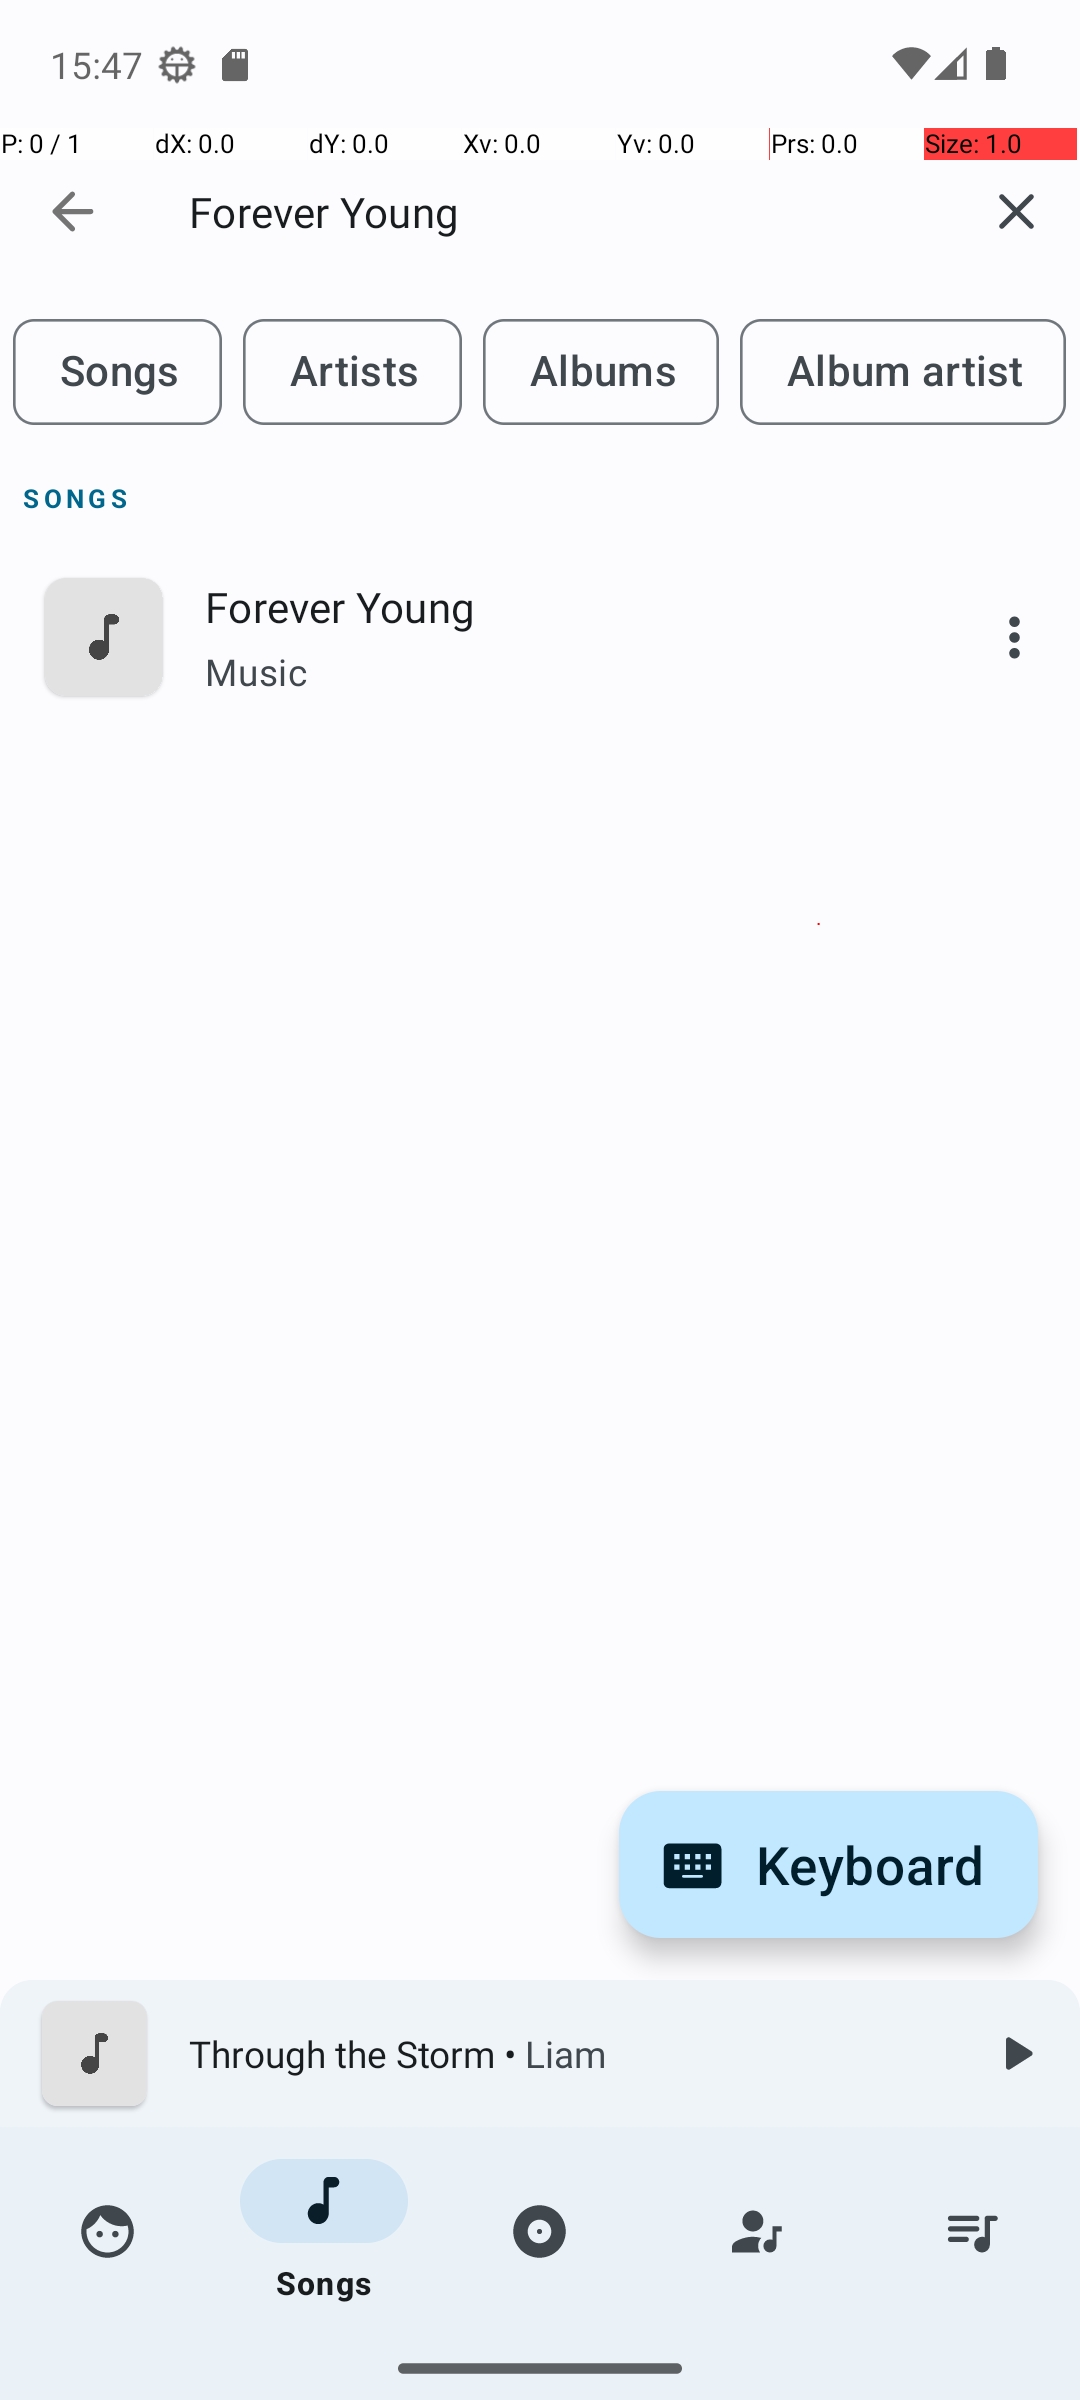 15:47
P: 0 / 1 dX: 0.0 dY: 0.0 Xv: 0.0 Yv: 0.0 Prs: 0.0 Size: 1.0
Forever Young
Songs Artists Albums Album artist
SONGS
Forever Young
Music
Keyboard
Through the Storm • Liam
Songs